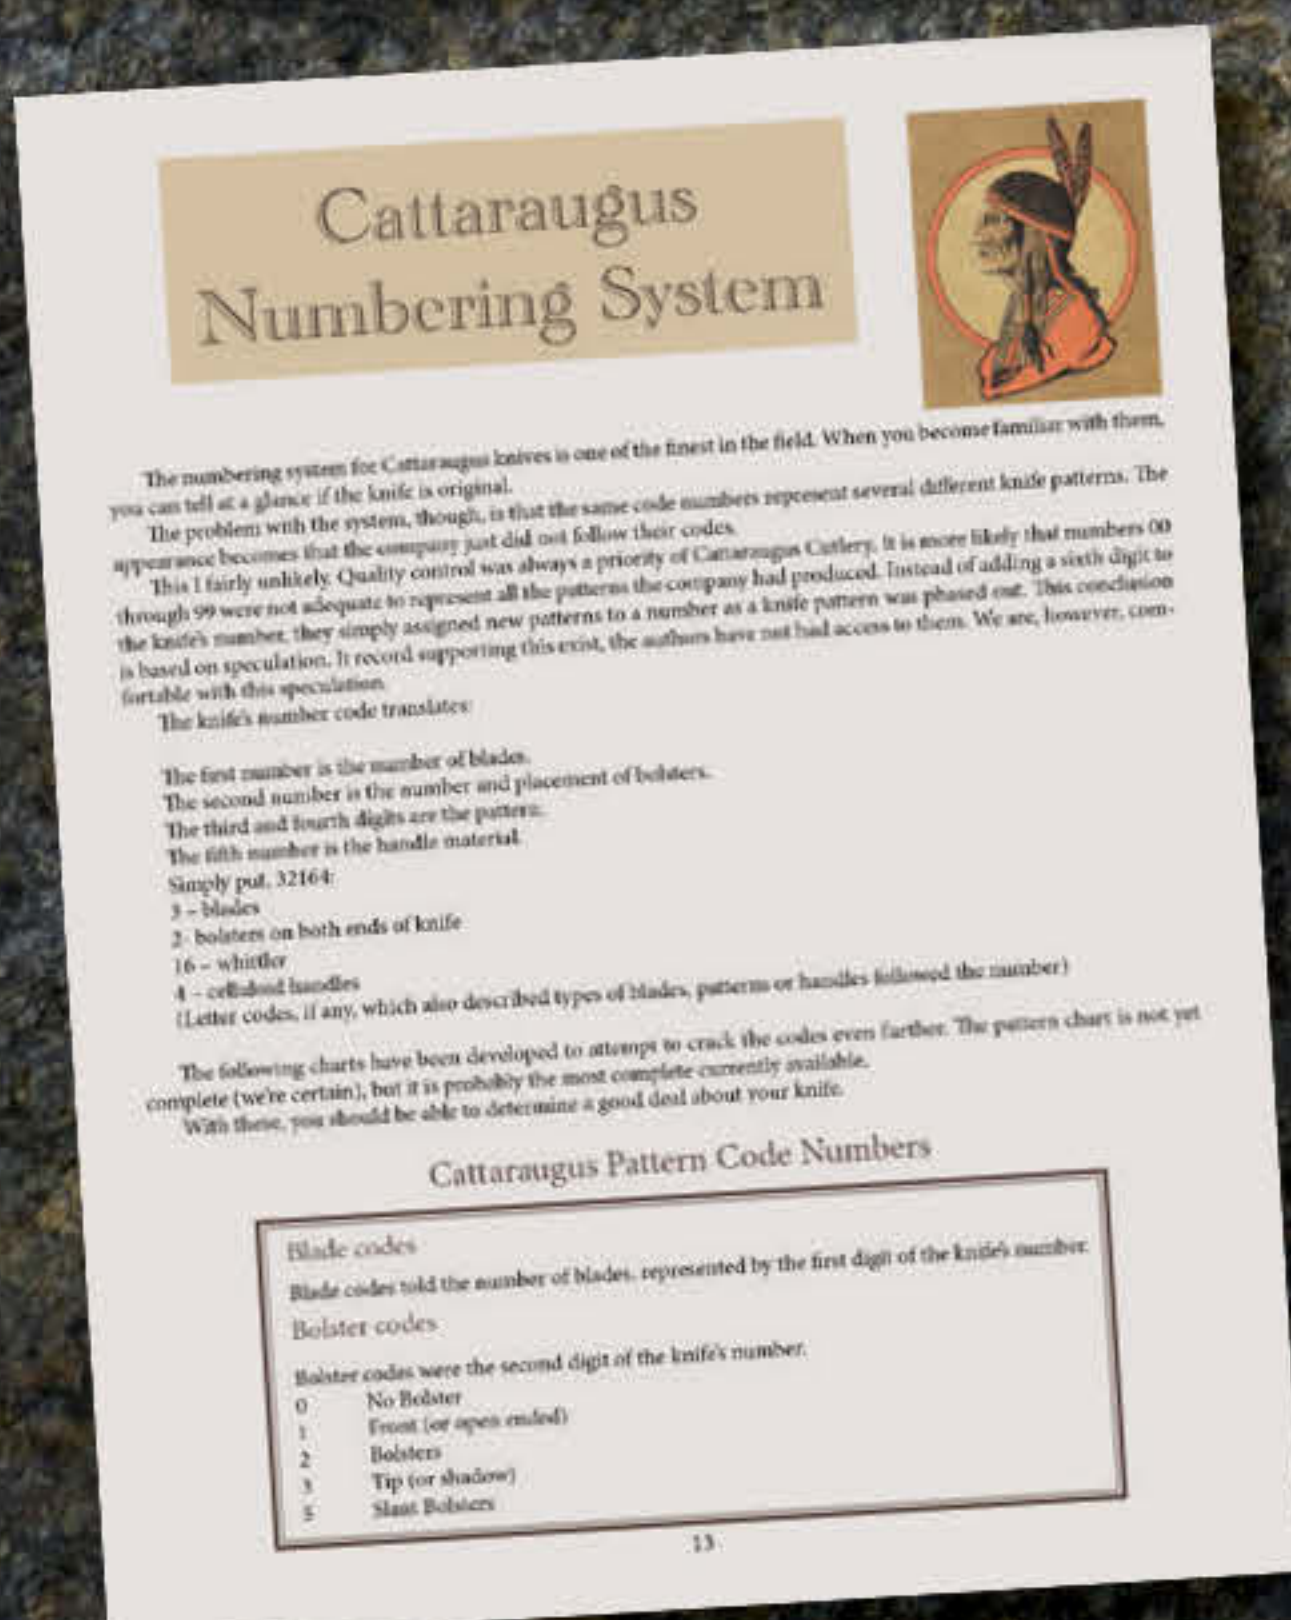 Cattaraugus
Numbering System
The numbering system for Cattaraugus knives is one of the finest in the field. When you become familiar with them,
you can tell at a glance if the knife is original.
The problem with the system, though, is that the same code numbers represent several different knife patterns. The
appearance becomes that the company just did not follow their codes.
This I fairly unlikely. Quality control was always a priority of Cattaraugus Cutlery. It is more likely that numbers 00
through 99 were not adequate to represent all the patterns the company had produced. Instead of adding a sixth digit to
the knife's number, they simply assigned new patterns to a number as a knife pattern was phased out. This conclusion
is based on speculation. It record supporting this exist, the authors have not had access to them. We are, however, com-
fortable with this speculation.
The knife's number code translates:
The first number is the number of blades.
The second number is the number and placement of bolsters.
The third and fourth digits are the pattern.
The fifth number is the handle material.
Simply put, 32164:
3 – blades
2- bolsters on both ends of knife
16 – whittler
4 – celluloid handles
(Letter codes, if any, which also described types of blades, patterns or handles followed the number)
The following charts have been developed to attempt to crack the codes even farther. The pattern chart is not yet
complete (we're certain), but it is probably the most complete currently available.
With these, you should be able to determine a good deal about your knife.
Cattaraugus Pattern Code Numbers
Blade codes
Blade codes told the number of blades, represented by the first digit of the knife's number.
Bolster codes
Bolster codes were the second digit of the knife's number.
0 No Bolster
1 Front (or open ended)
2 Bolsters
3 Tip (or shadow)
5 Slant Bolsters
13